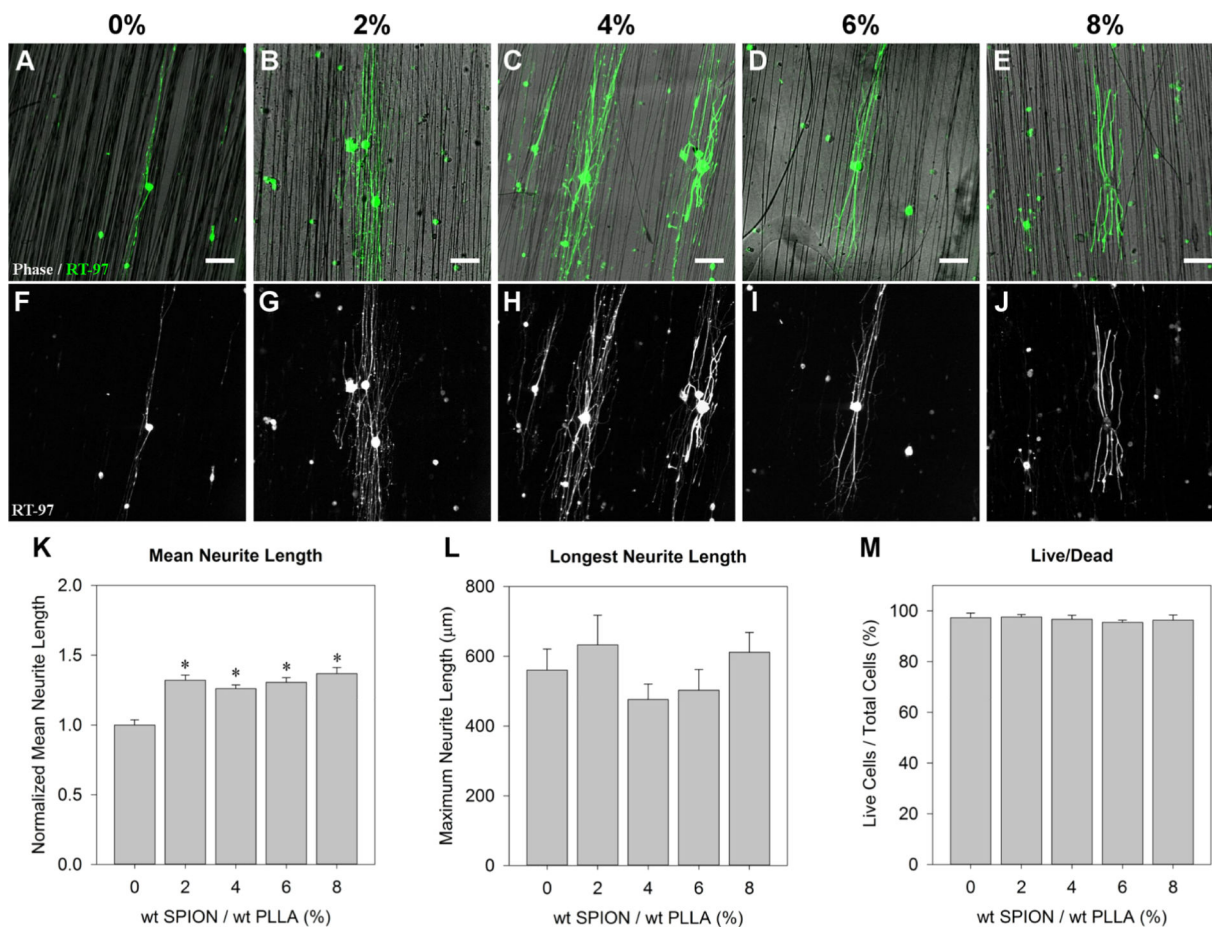 0% 2% 4% 6% 8%
A B C D E
Phase / RT-97
F G H I J
RT-97
K Mean Neurite Length
2.0
1.5
1.0
0.5
0.0
Normalized Mean Neurite Length
* * * *
0 2 4 6 8
wt SPION / wt PLLA (%)
L Longest Neurite Length
800
600
400
200
0
Maximum Neurite Length (μm)
0 2 4 6 8
wt SPION / wt PLLA (%)
M Live/Dead
100
80
60
40
20
0
Live Cells / Total Cells (%)
0 2 4 6 8
wt SPION / wt PLLA (%)